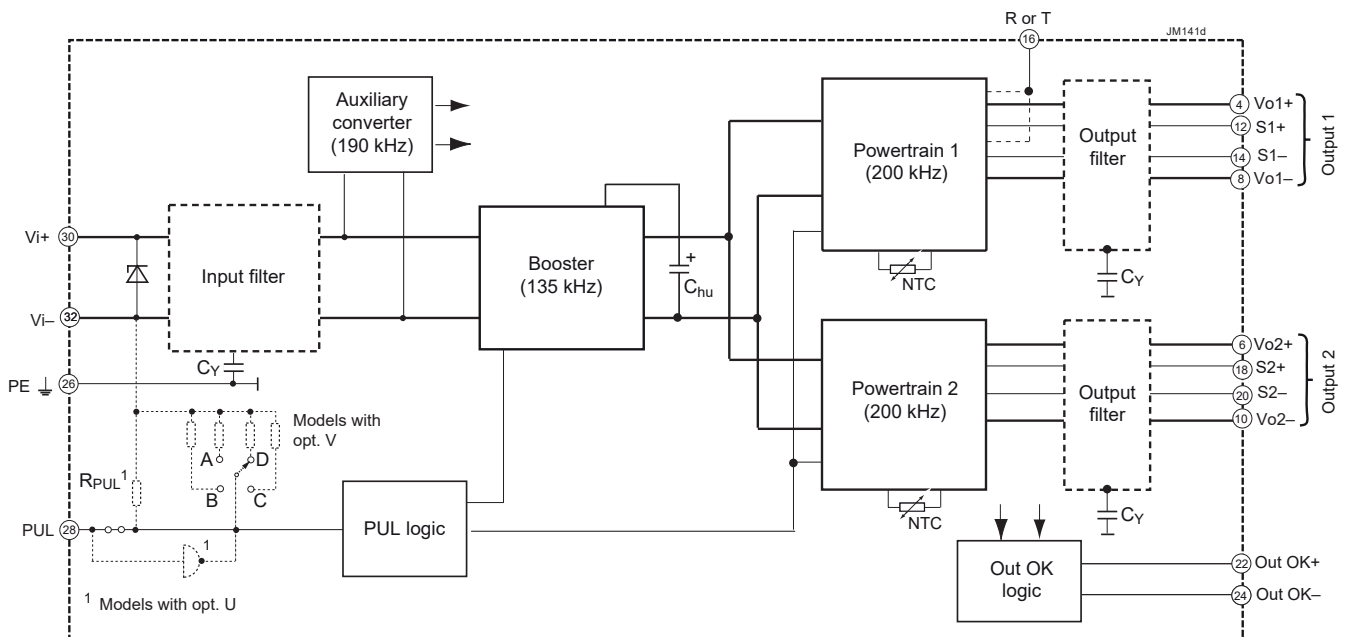 R or T
16
JM141d
Auxiliary
converter
(190 kHz)
Powertrain 1
(200 kHz)
NTC
Output
filter
CY
4 Vo1+
12 S1+
14 S1–
8 Vo1–
Output 1
Vi+ 30
Vi– 32
Input filter
CY
PE 26
Booster
(135 kHz)
+
Chu
Powertrain 2
(200 kHz)
NTC
Output
filter
CY
6 Vo2+
18 S2+
20 S2–
10 Vo2–
Output 2
Models with
opt. V
A
D
B
C
RPUL1
PUL 28
1
PUL logic
1 Models with opt. U
Out OK
logic
22 Out OK+
24 Out OK–